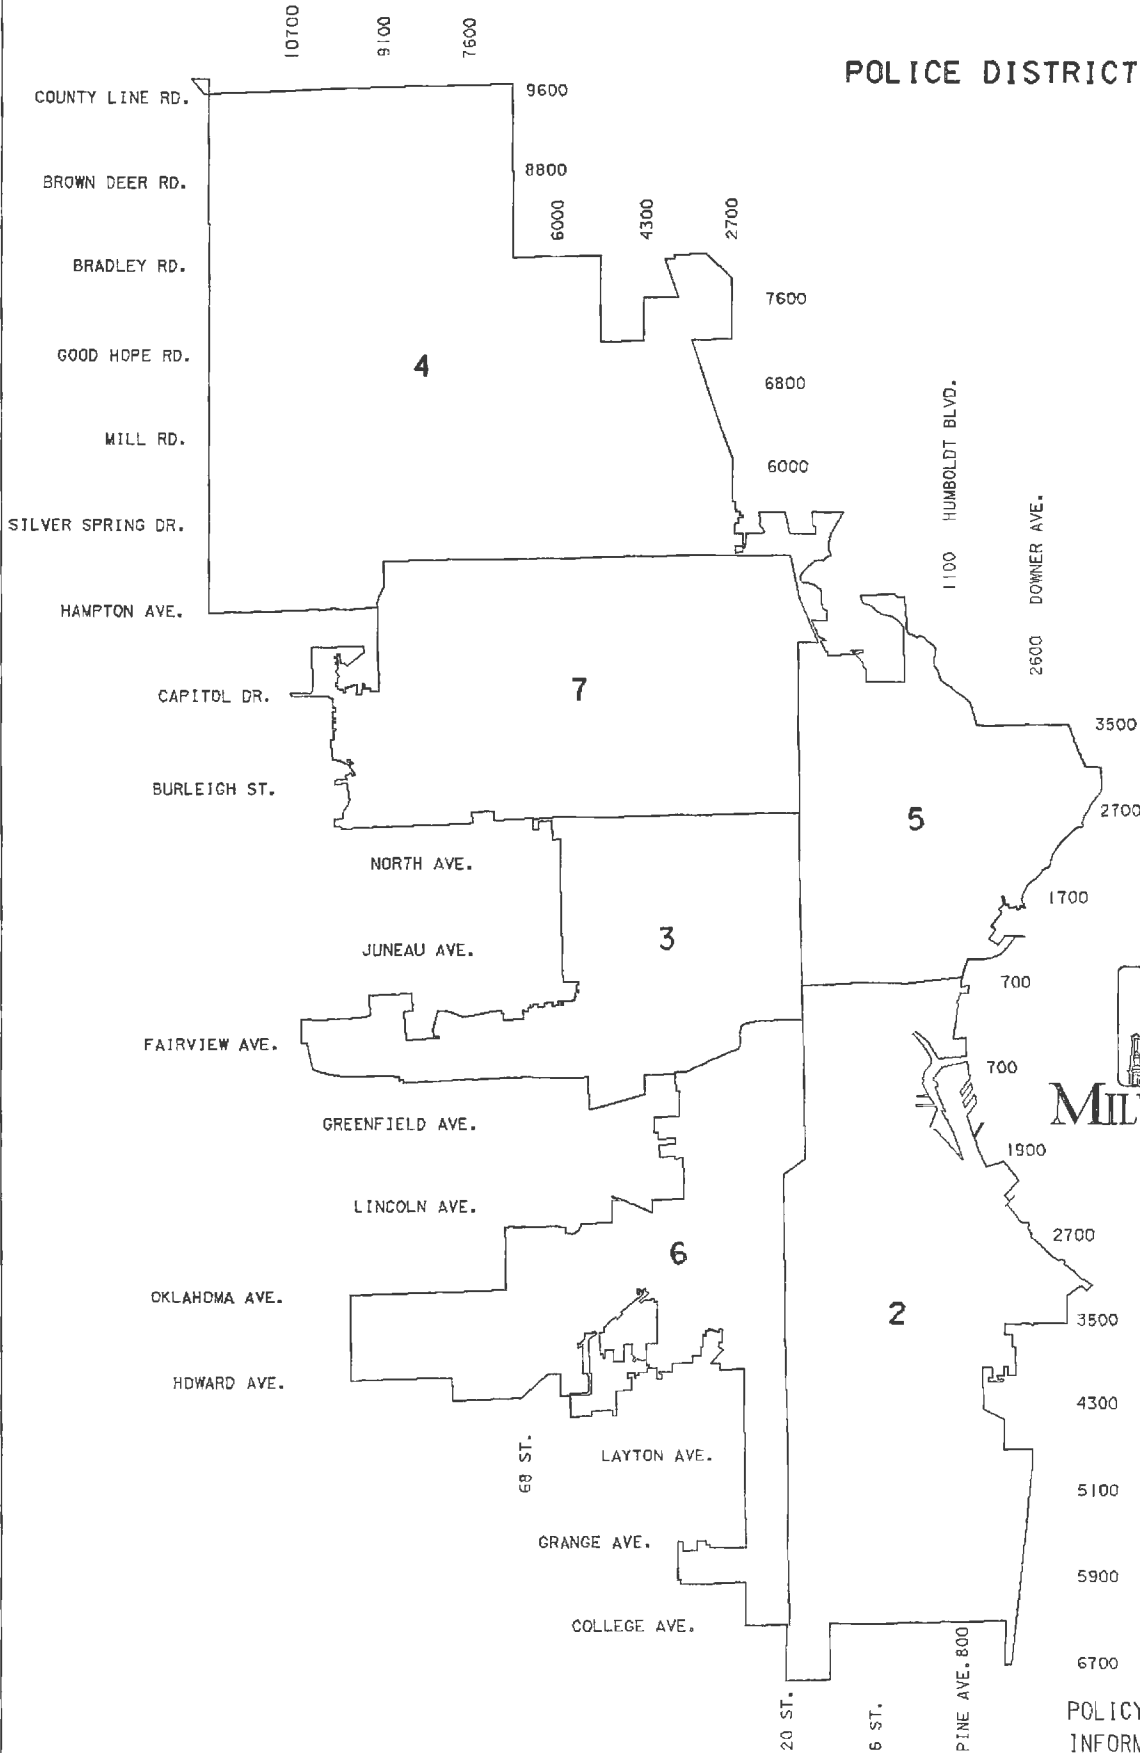 10700
9100
7600
POLICE DISTRICT
COUNTY LINE RD.
9600
BROWN DEER RD.
8800
6000
4300
2700
BRADLEY RD.
7600
GOOD HOPE RD.
4
6800
MILL RD.
6000
1100 HUMBOLDT BLVD.
SILVER SPRING DR.
2600 DOWNER AVE.
HAMPTON AVE.
CAPITOL DR.
7
3500
BURLEIGH ST.
5
2700
NORTH AVE.
1700
JUNEAU AVE.
3
700
FAIRVIEW AVE.
700
MIL
GREENFIELD AVE.
1900
LINCOLN AVE.
2700
6
OKLAHOMA AVE.
2
3500
HOWARD AVE.
4300
68 ST.
LAYTON AVE.
5100
GRANGE AVE.
5900
COLLEGE AVE.
6700
20 ST.
6 ST.
PINE AVE. 800
POLICY
INFORM